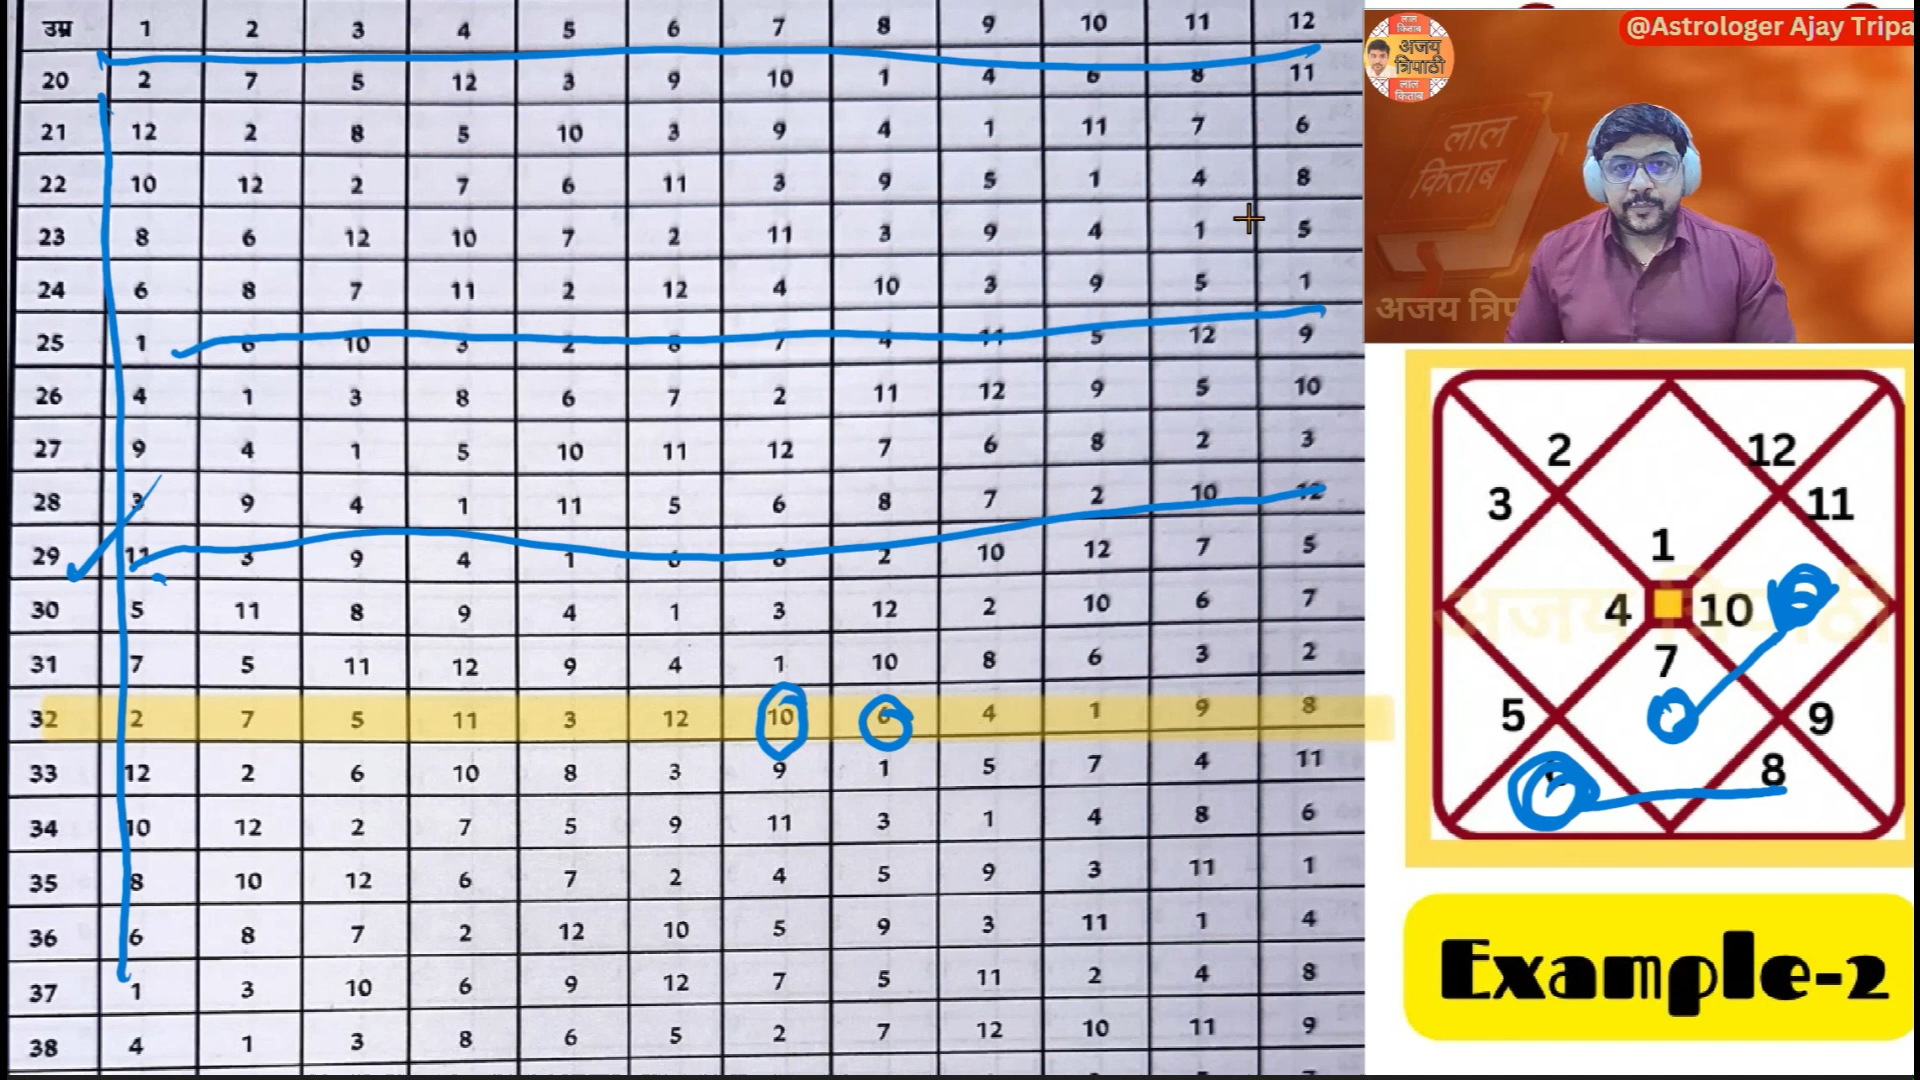 उम्र 1 2 3 4 5 6 7 8 9 10 11 12
20 2 7 5 12 3 9 10 1 4 6 8 11
21 12 2 8 5 10 3 9 4 1 11 7 6
22 10 12 2 7 6 11 3 9 5 1 4 8
23 8 6 12 10 7 2 11 3 9 4 1 5
24 6 8 7 11 2 12 4 10 3 9 5 1
25 1 6 10 3 2 8 7 4 11 5 12 9
26 4 1 3 8 6 7 2 11 12 9 5 10
27 9 4 1 5 10 11 12 7 6 8 2 3
28 3 9 4 1 11 5 6 8 7 2 10 12
29 11 3 9 4 1 6 8 2 10 12 7 5
30 5 11 8 9 4 1 3 12 2 10 6 7
31 7 5 11 12 9 4 1 10 8 6 3 2
32 2 7 5 11 3 12 10 6 4 1 9 8
33 12 2 6 10 8 3 9 1 5 7 4 11
34 10 12 2 7 5 9 11 3 1 4 8 6
35 8 10 12 6 7 2 4 5 9 3 11 1
36 6 8 7 2 12 10 5 9 3 11 1 4
37 1 3 10 6 9 12 7 5 11 2 4 8
38 4 1 3 8 6 5 2 7 12 10 11 9
@Astrologer Ajay Tripa
लाल
किताब
अजय
त्रिपाठी
लाल
किताब
लाल
किताब
अजय त्रिप
2 12
3 11
1
4 10
अजय त्रिपाठी
7
5 9
8
Example-2